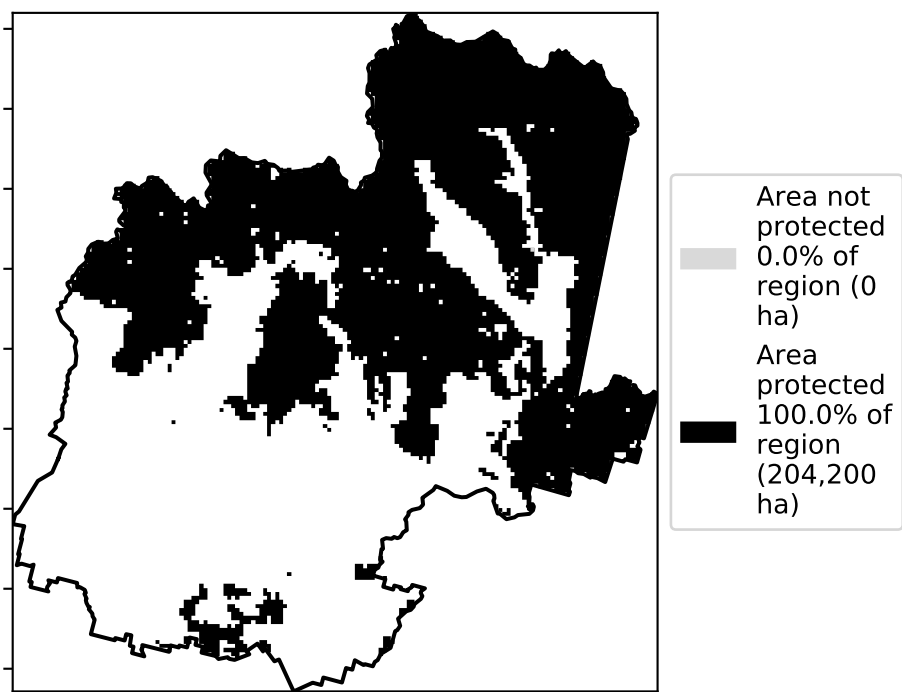 Area not
protected
0.0% of
region (0
ha)
Area
protected
100.0% of
region
(204,200
ha)